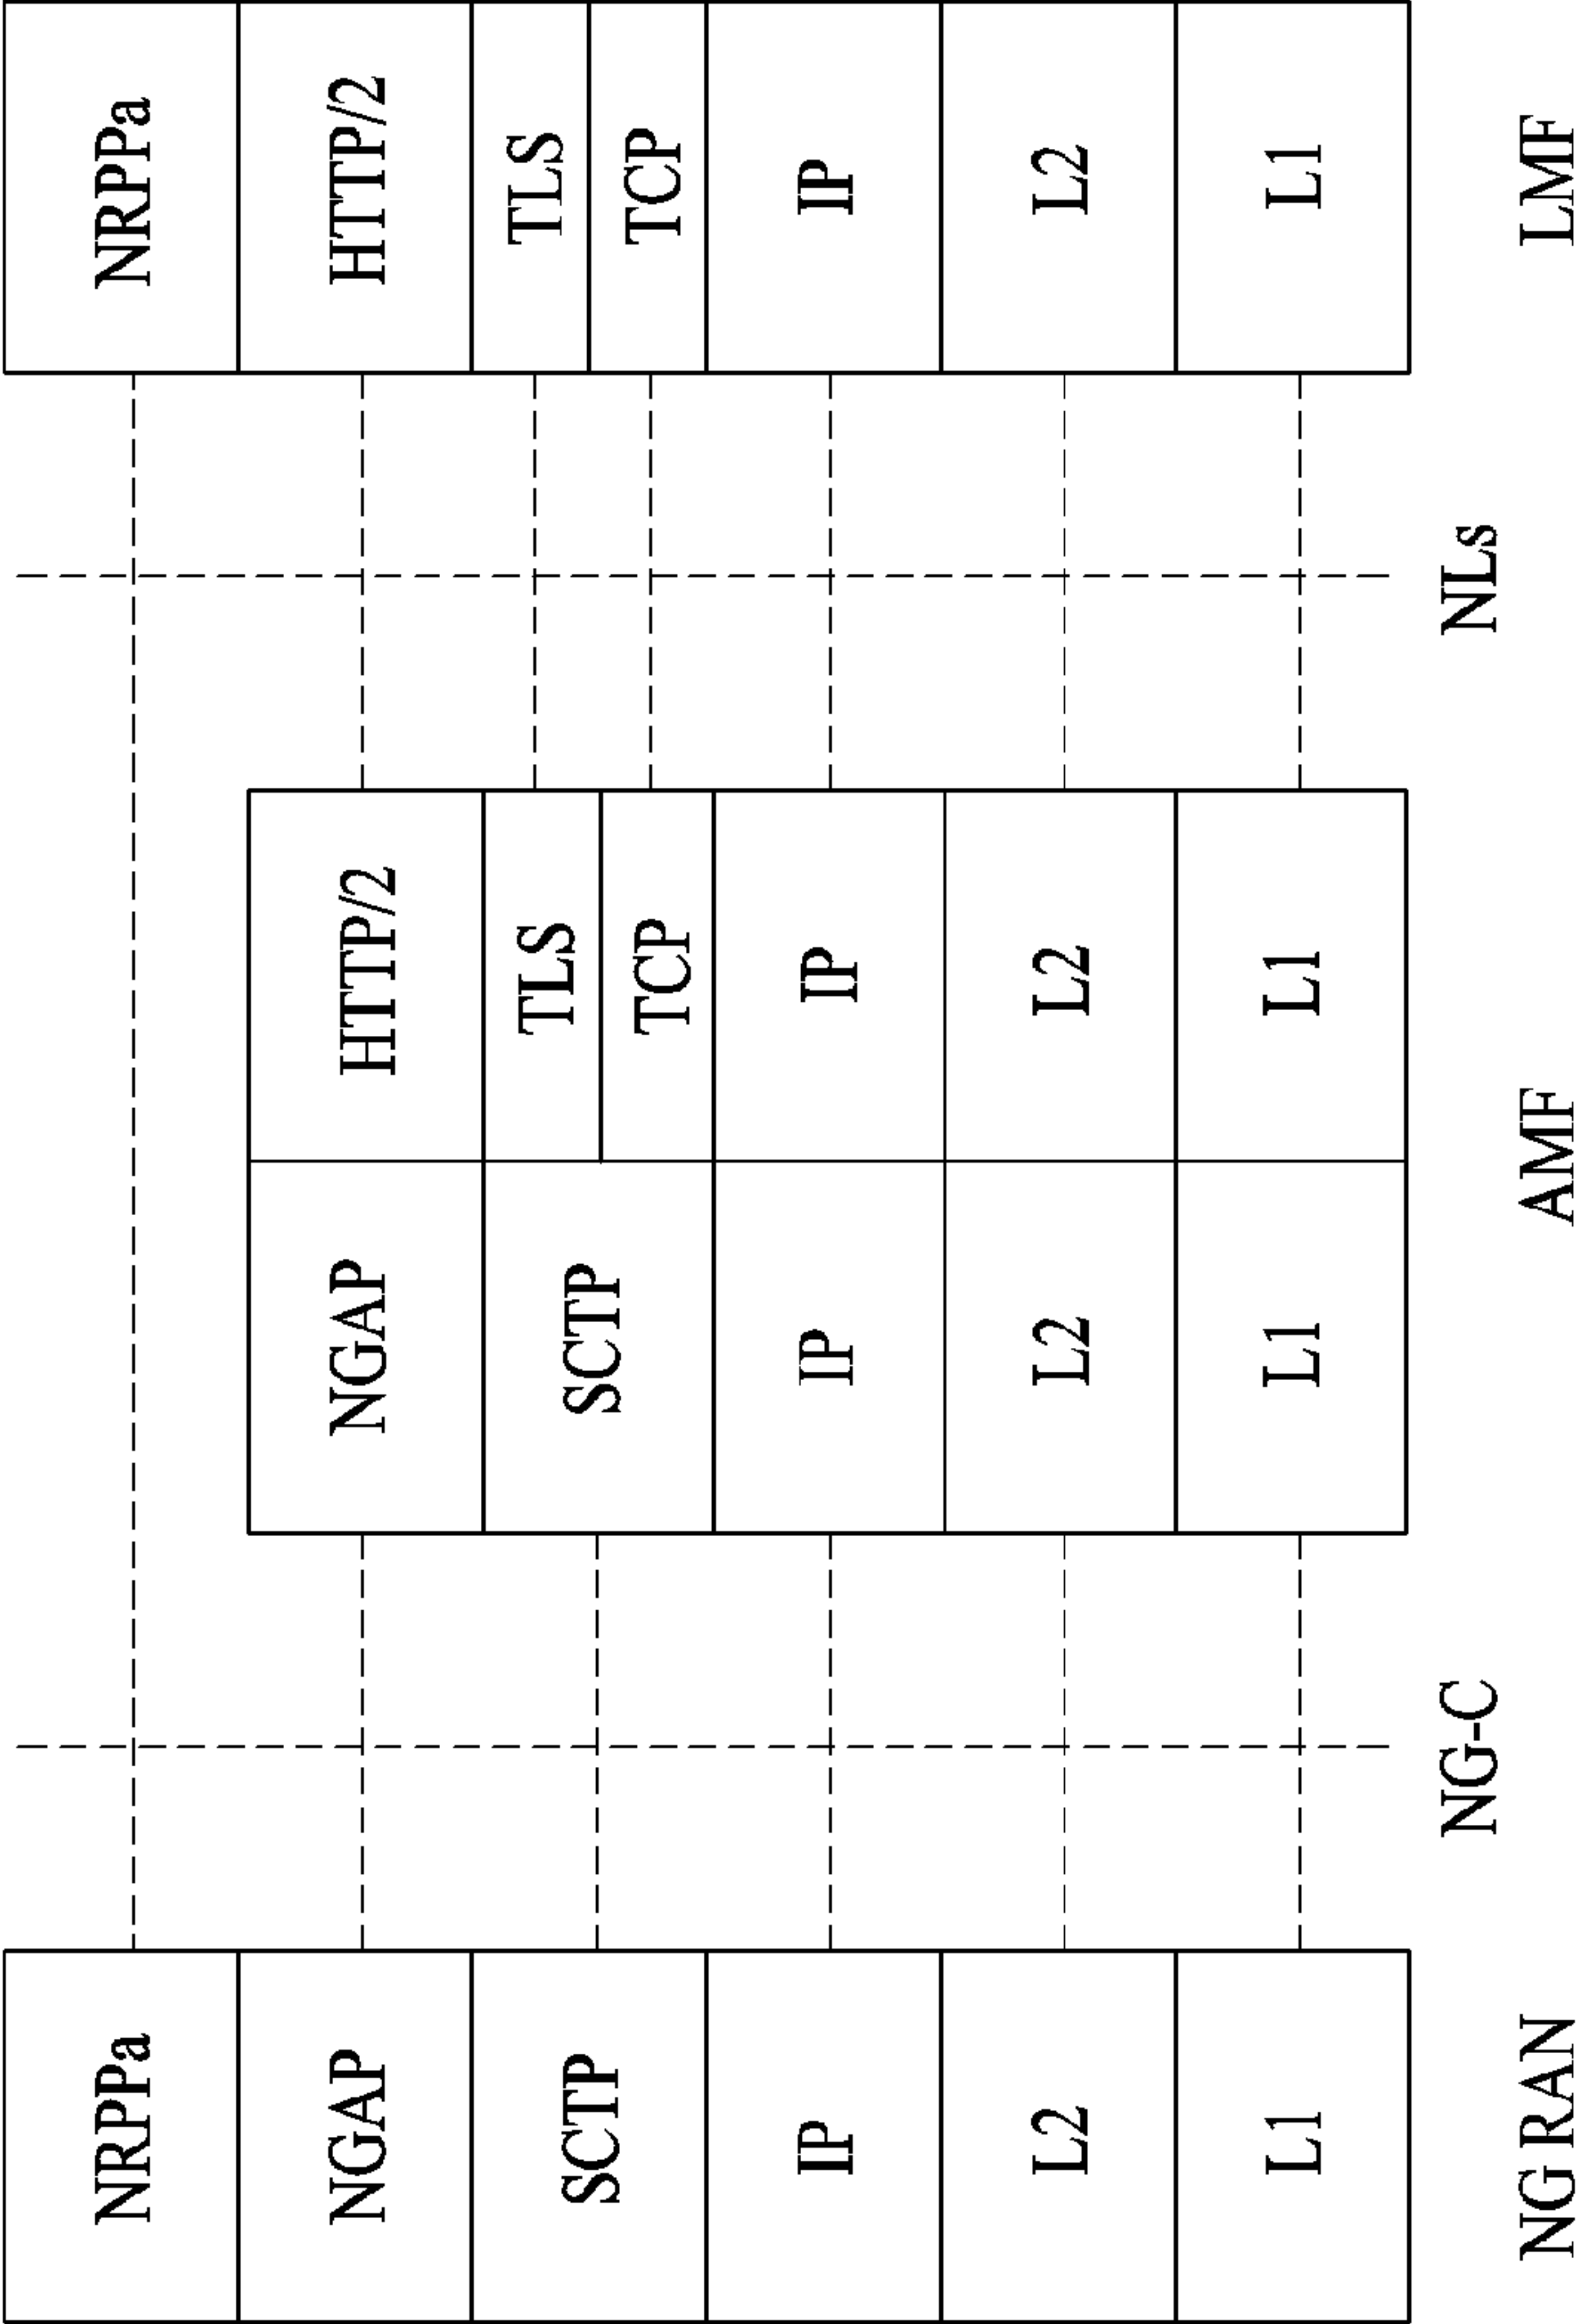 NRPPa
NGAP
SCTP
IP
L2
L1
NG RAN
NG-C
NGAP
SCTP
IP
L2
L1
HTTP/2
TLS
TCP
IP
L2
L1
AMF
NLs
NRPPa
HTTP/2
TLS
TCP
IP
L2
L1
LMF